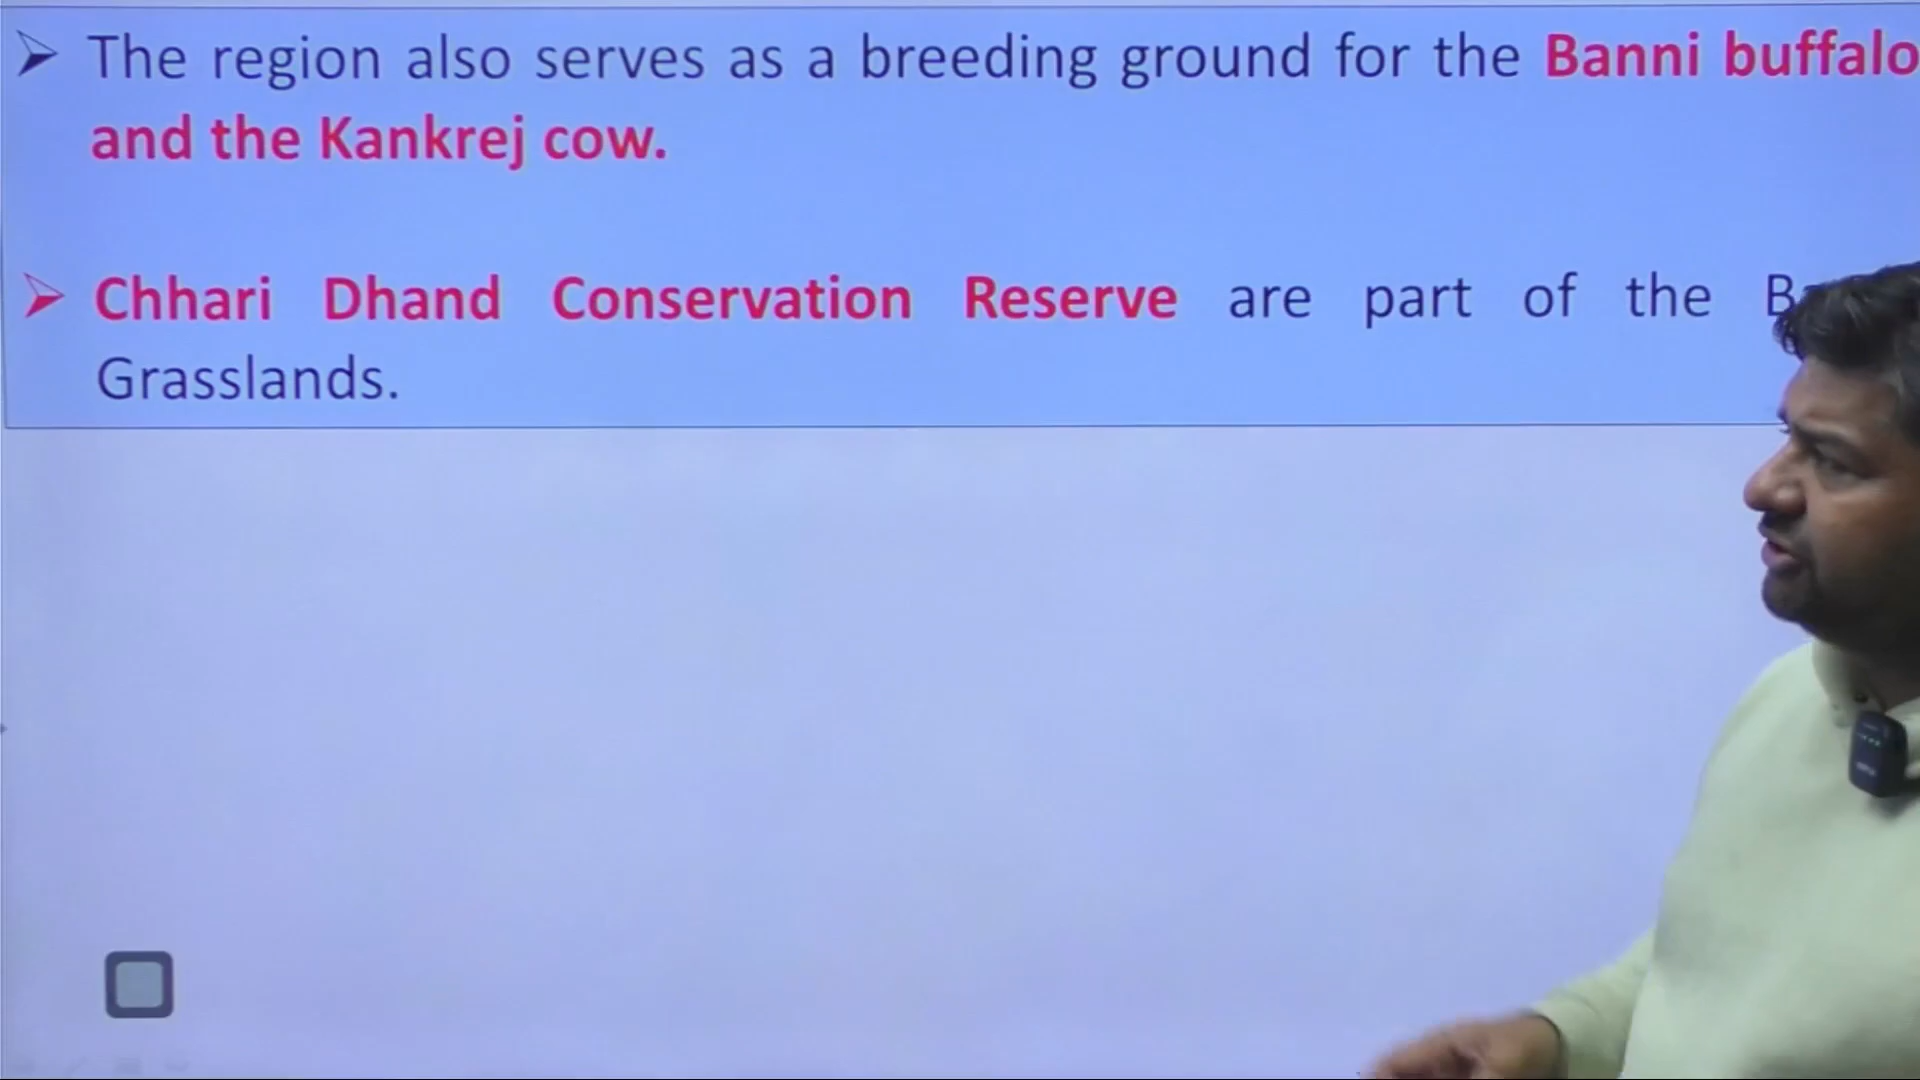 The region also serves as a breeding ground for the Banni buffalo
and the Kankrej cow.
Chhari Dhand Conservation Reserve are part of the
Grasslands.